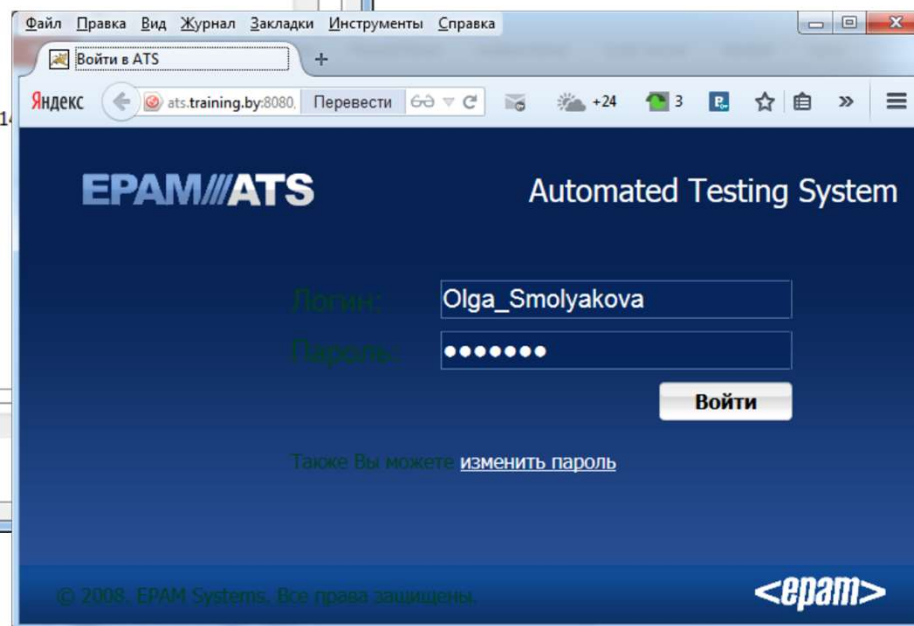 Файл Правка Вид Журнал Закладки Инструменты Справка
Войти в ATS +
Яндекс ats.training.by:8080, Перевести +24 3 P. »
14
EPAM///ATS Automated Testing System
Логин: Olga_Smolyakova
Пароль: •••••••
Войти
Также Вы можете изменить пароль
© 2008. EPAM Systems. Все права защищены.
<epam>